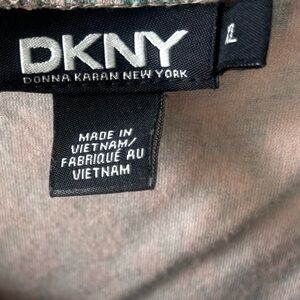 DKNY
DONNA KARAN NEW YORK
MADE IN
VIETNAM/
FABRIQUÉ AU
VIETNAM